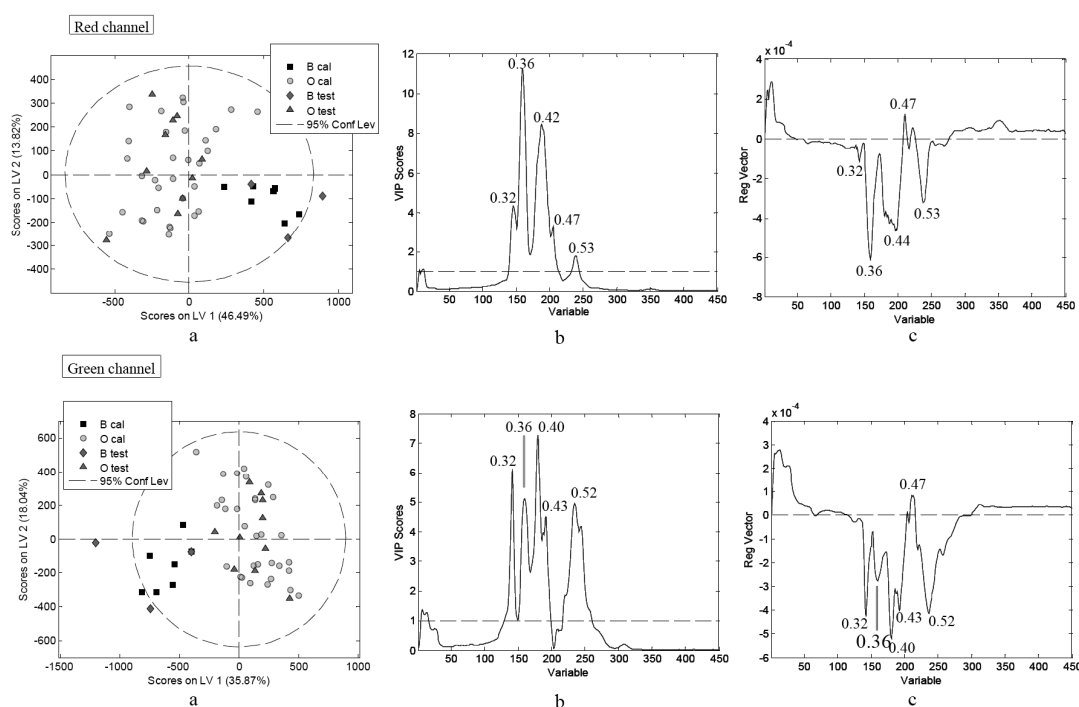 Red channel
B cal
O cal
B test
O test
95% Conf Lev
Scores on LV 2 (13.82%)
400
300
200
100
0
-100
-200
-300
-400
-500 0 500 1000
Scores on LV 1 (46.49%)
a
VIP Scores
12
10
8
6
4
2
0
0.36
0.42
0.32
0.47
0.53
50 100 150 200 250 300 350 400 450
Variable
b
x 10-4
Reg Vector
4
2
0
-2
-4
-6
-8
0.47
0.32
0.53
0.44
0.36
50 100 150 200 250 300 350 400 450
Variable
c
Green channel
B cal
O cal
B test
O test
95% Conf Lev
Scores on LV 2 (18.04%)
600
400
200
0
-200
-400
-600
-1500 -1000 -500 0 500 1000
Scores on LV 1 (35.87%)
a
VIP Scores
8
7
6
5
4
3
2
1
0
0.36 0.40
0.32
0.43
0.52
50 100 150 200 250 300 350 400 450
Variable
b
x 10-4
Reg Vector
4
3
2
1
0
-1
-2
-3
-4
-5
-6
0.47
0.32
0.43
0.52
0.36
0.40
50 100 150 200 250 300 350 400 450
Variable
c